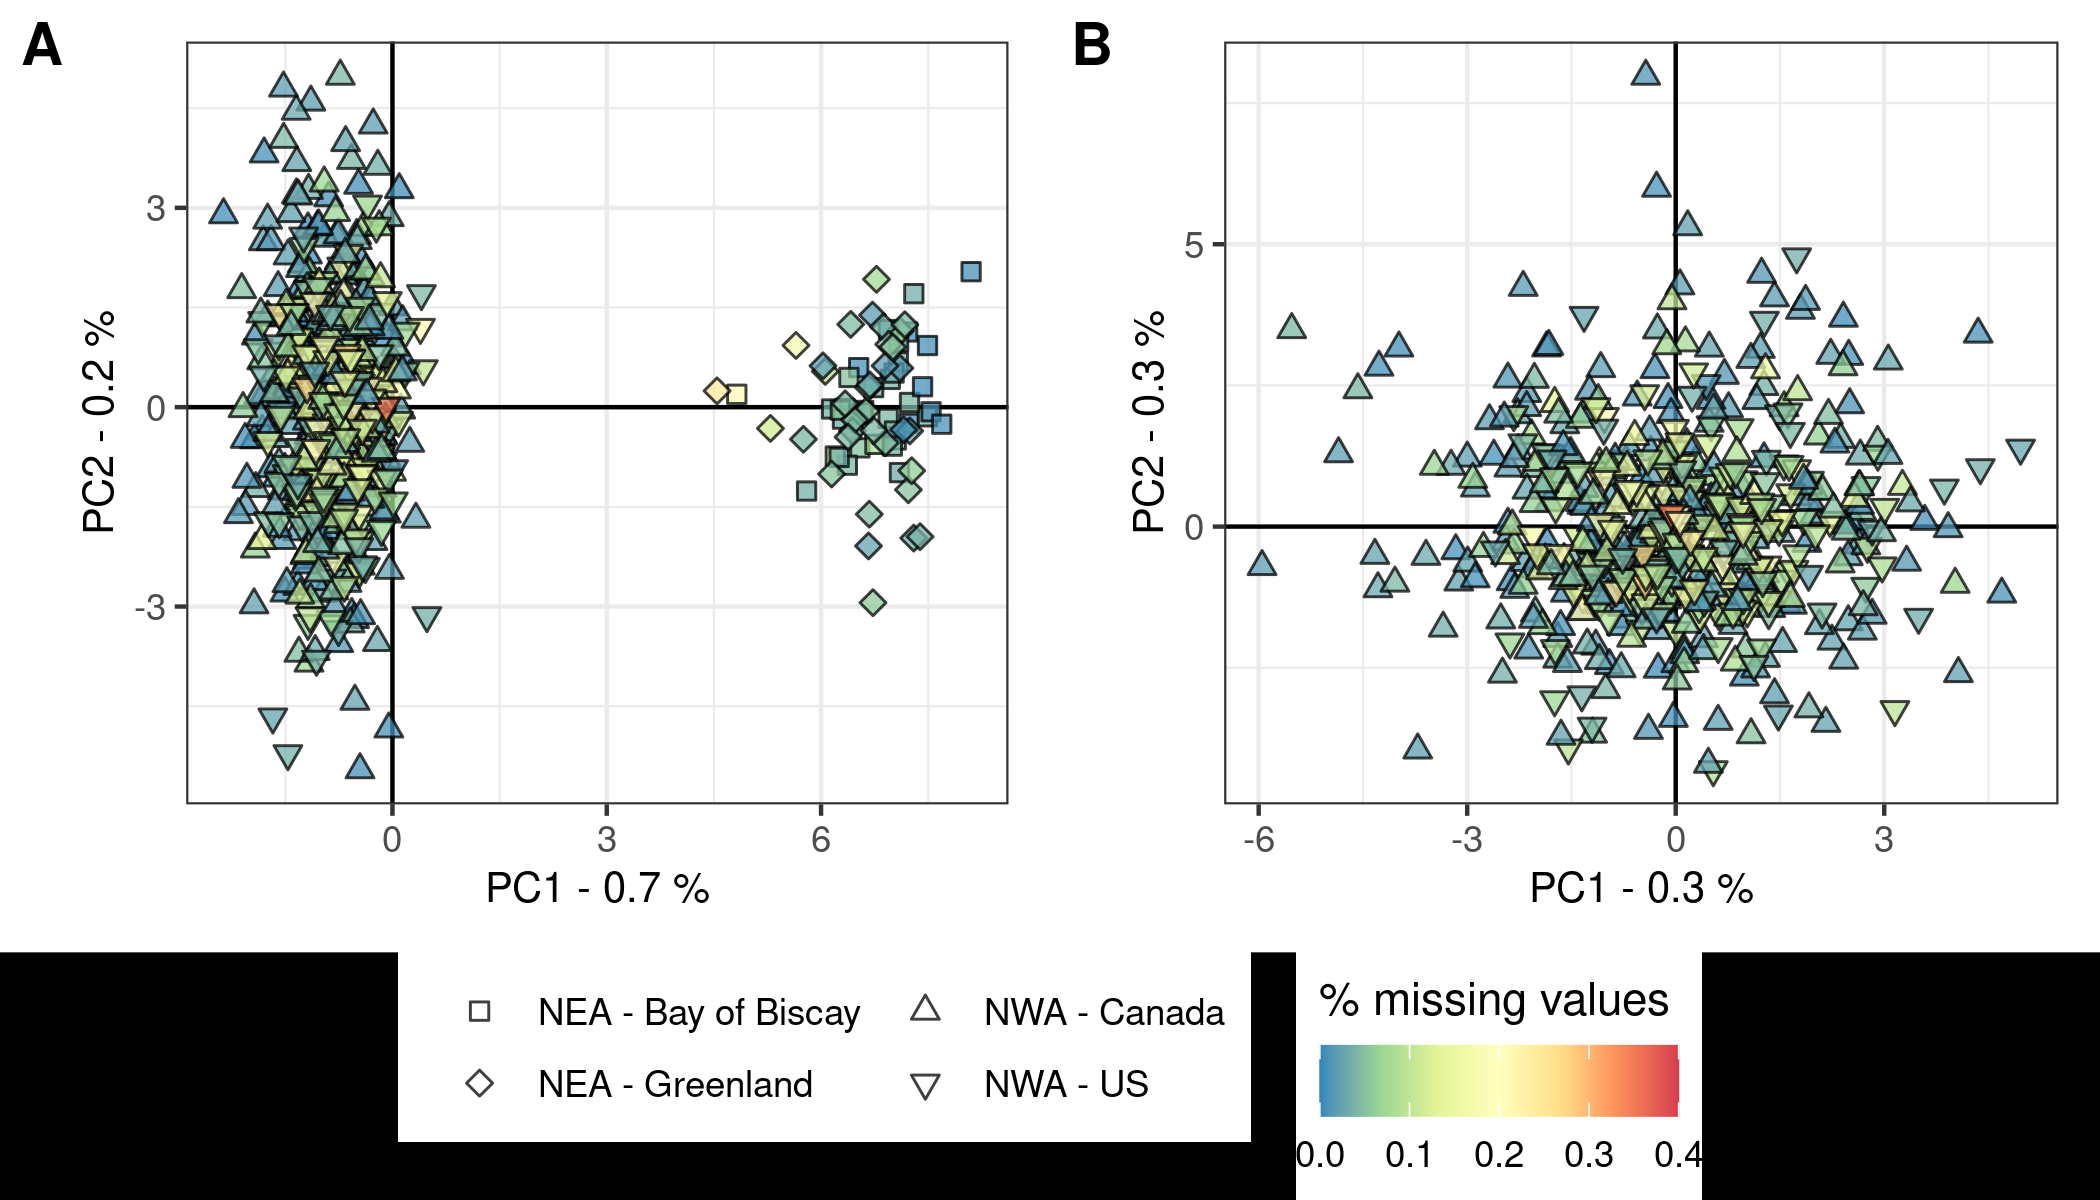 A
B
PC2 - 0.2 %
3
0
-3
0
3
6
PC1 - 0.7 %
PC2 - 0.3 %
5
0
-6
-3
0
3
PC1 - 0.3 %
NEA - Bay of Biscay
NWA - Canada
NEA - Greenland
NWA - US
% missing values
0.0 0.1 0.2 0.3 0.4